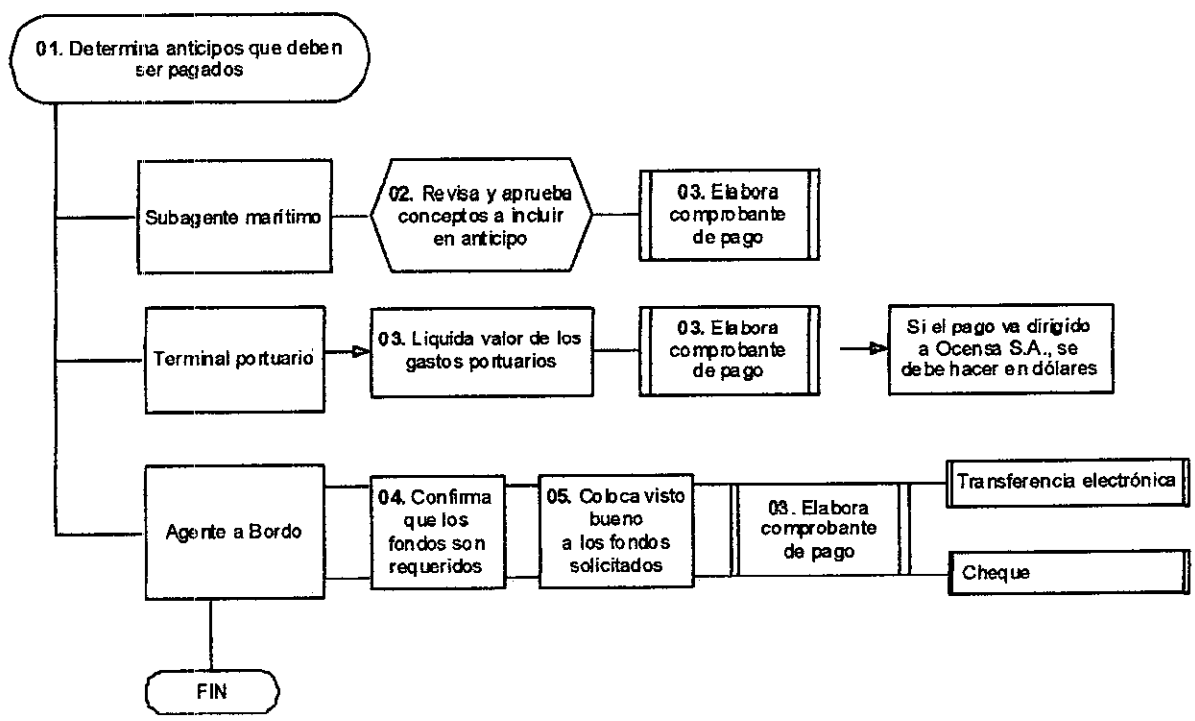 01. Determina anticipos que deben
ser pagados
Subagente marítimo
02. Revisa y aprueba
conceptos a incluir
en anticipo
03. Elabora
comprobante
de pago
Terminal portuario
03. Liquida valor de los
gastos portuarios
03. Elabora
comprobante
de pago
Si el pago va dirigido
a Ocensa S.A., se
debe hacer en dólares
Agente a Bordo
04. Confirma
que los
fondos son
requeridos
05. Coloca visto
bueno
a los fondos
solicitados
03. Elabora
comprobante
de pago
Transferencia electrónica
Cheque
FIN